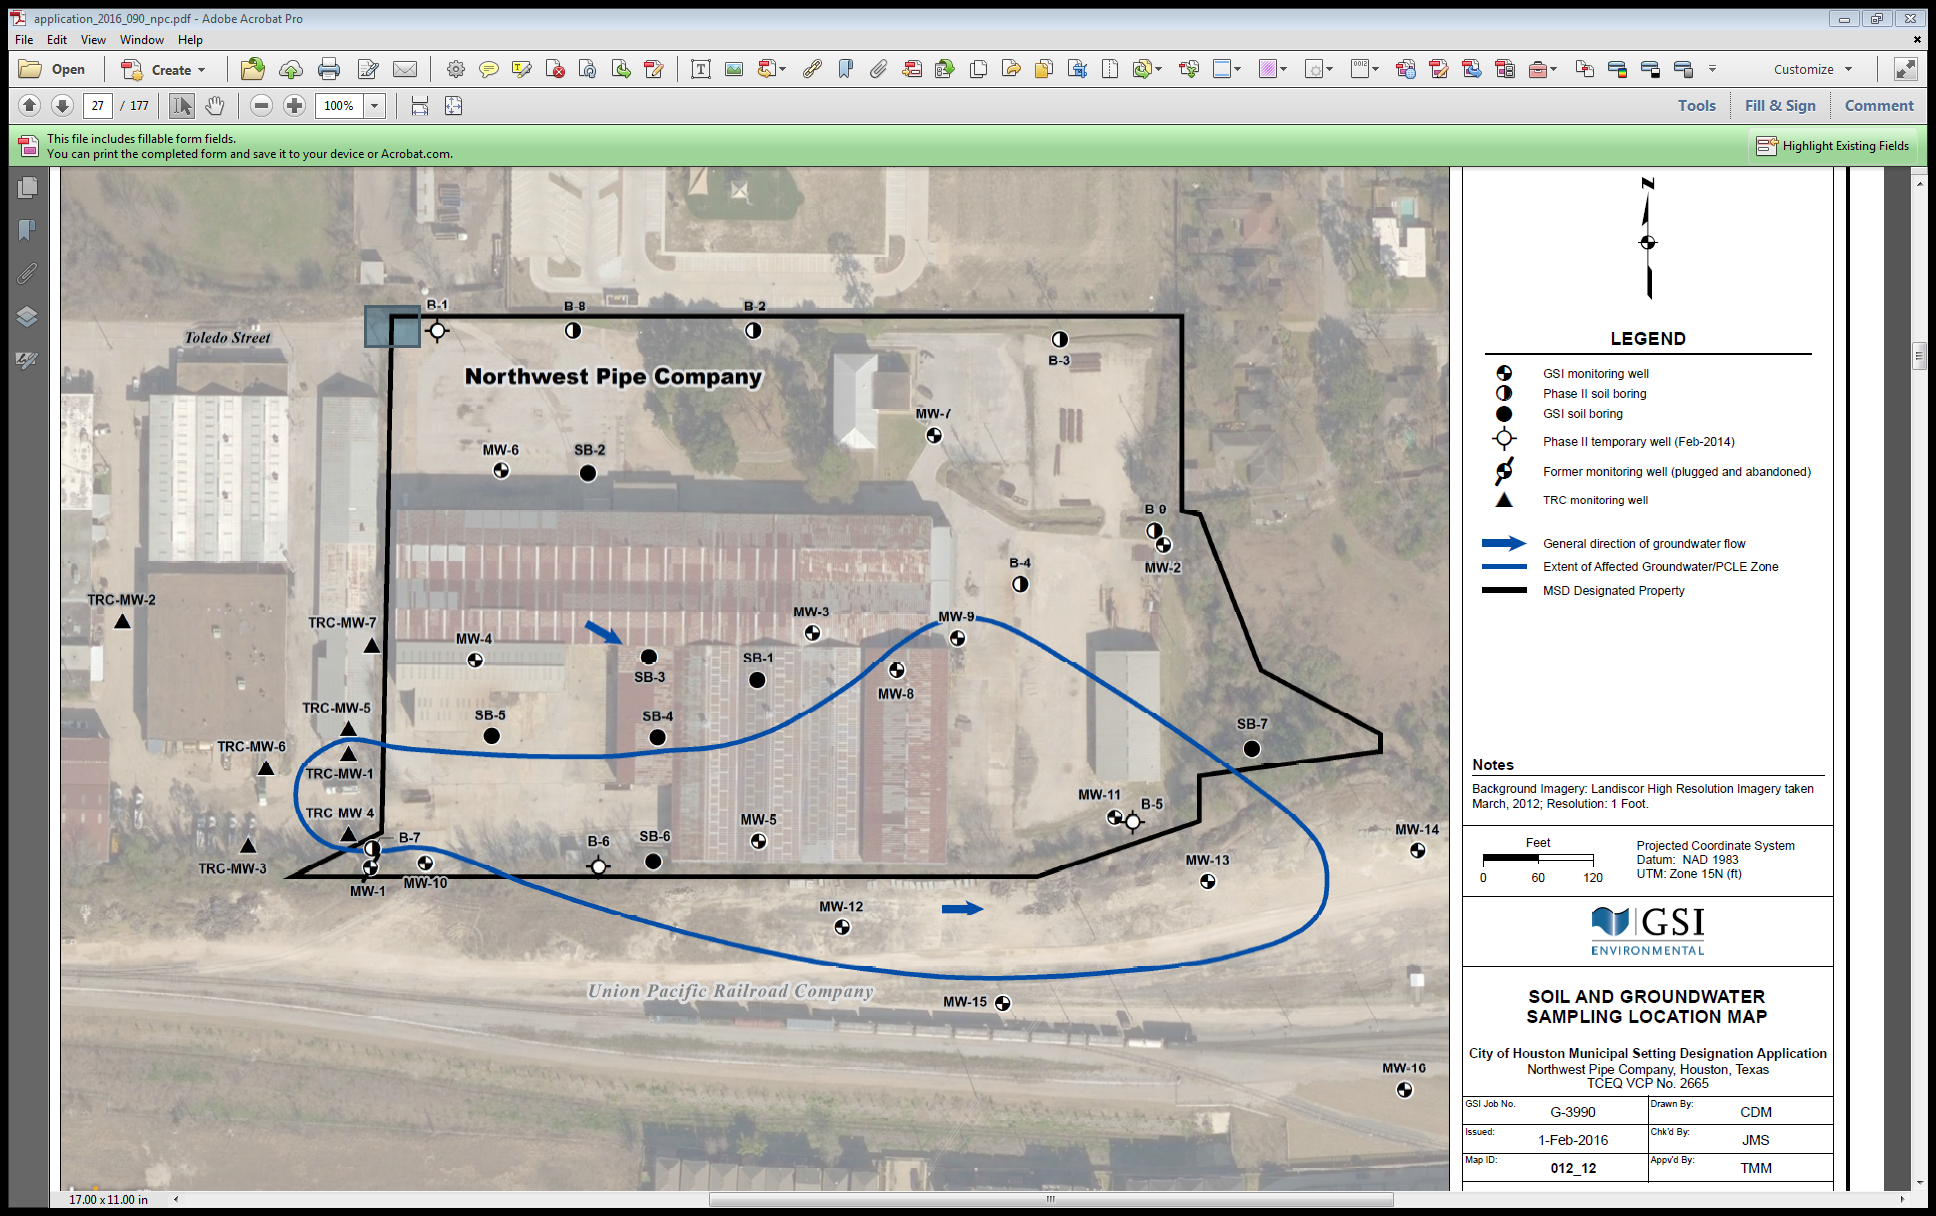 application_2016_090_npc.pdf - Adobe Acrobat Pro
File Edit View Window Help
Open Create Customize
27 / 177 100% Tools Fill & Sign Comment
This file includes fillable form fields.
You can print the completed form and save it to your device or Acrobat.com.
Highlight Existing Fields
B-1
B-8
B-2
Toledo Street
B-3
Northwest Pipe Company
MW-7
MW-6
SB-2
B-9
B-4
MW-2
TRC-MW-2
MW-3
MW-9
TRC-MW-7
MW-4
SB-1
SB-3
MW-8
TRC-MW-5
SB-5
SB-4
SB-7
TRC-MW-6
TRC-MW-1
MW-11
B-5
TRC MW 4
MW-5
MW-14
B-7
B-6
SB-6
MW-13
TRC-MW-3
MW-10
MW-1
MW-12
Union Pacific Railroad Company
MW-15
MW-16
N
LEGEND
GSI monitoring well
Phase II soil boring
GSI soil boring
Phase II temporary well (Feb-2014)
Former monitoring well (plugged and abandoned)
TRC monitoring well
General direction of groundwater flow
Extent of Affected Groundwater/PCLE Zone
MSD Designated Property
Notes
Background Imagery: Landiscor High Resolution Imagery taken
March, 2012; Resolution: 1 Foot.
Feet
0 60 120
Projected Coordinate System
Datum: NAD 1983
UTM: Zone 15N (ft)
GSI
ENVIRONMENTAL
SOIL AND GROUNDWATER
SAMPLING LOCATION MAP
City of Houston Municipal Setting Designation Application
Northwest Pipe Company, Houston, Texas
TCEQ VCP No. 2665
GSI Job No. G-3990 Drawn By: CDM
Issued: 1-Feb-2016 Chk'd By: JMS
Map ID: 012_12 Appv'd By: TMM
17.00 x 11.00 in